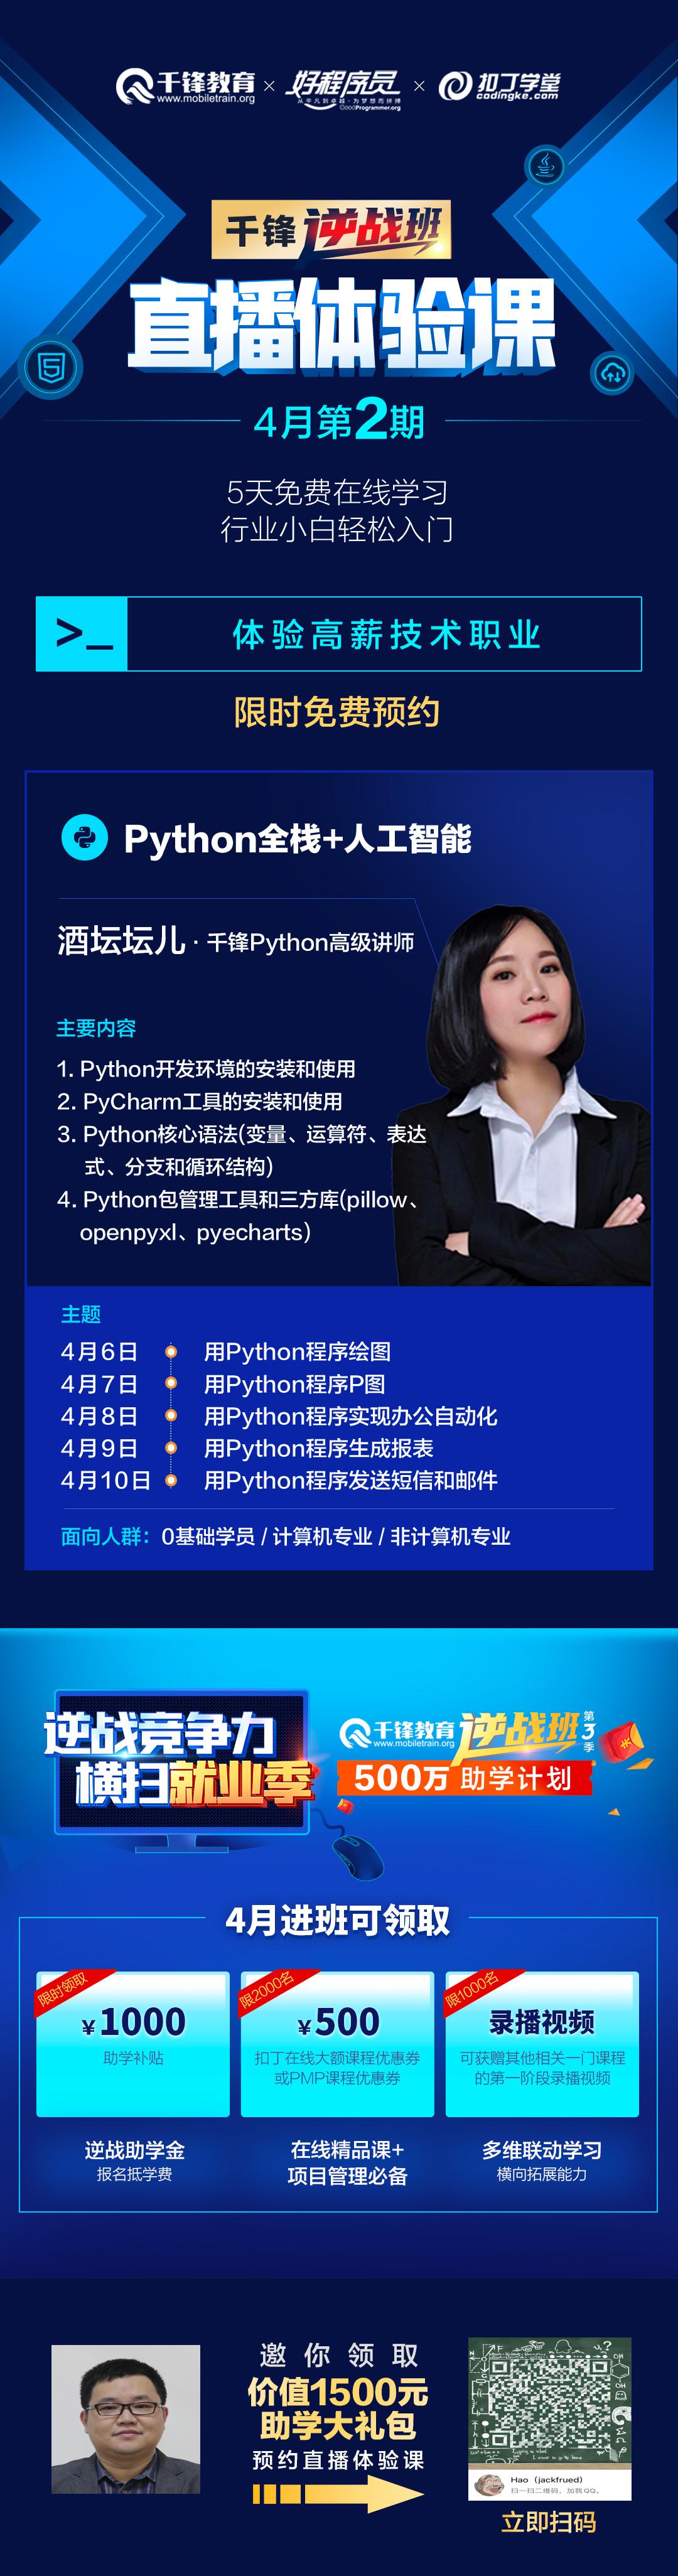 千锋教育 × 好程序员 × 扣丁学堂
www.mobiletrain.org 从平凡到卓越·为梦想而拼搏 codingke.com
GoodProgrammer.org
千锋逆战班
直播体验课
4月第2期
5天免费在线学习
行业小白轻松入门
>_ 体验高薪技术职业
限时免费预约
Python全栈+人工智能
酒坛坛儿 · 千锋Python高级讲师
主要内容
1. Python开发环境的安装和使用
2. PyCharm工具的安装和使用
3. Python核心语法(变量、运算符、表达
式、分支和循环结构)
4. Python包管理工具和三方库(pillow、
openpyxl、pyecharts)
主题
4月6日 用Python程序绘图
4月7日 用Python程序P图
4月8日 用Python程序实现办公自动化
4月9日 用Python程序生成报表
4月10日 用Python程序发送短信和邮件
面向人群：0基础学员 / 计算机专业 / 非计算机专业
逆战竞争力
横扫就业季
千锋教育 逆战班 第3季
www.mobiletrain.org
500万 助学计划
4月进班可领取
限时领取
¥1000
助学补贴
逆战助学金
报名抵学费
限2000名
¥500
扣丁在线大额课程优惠券
或PMP课程优惠券
在线精品课+
项目管理必备
限1000名
录播视频
可获赠其他相关一门课程
的第一阶段录播视频
多维联动学习
横向拓展能力
邀你领取
价值1500元
助学大礼包
预约直播体验课
Hao（jackfrued）
扫一扫二维码，加我QQ。
立即扫码